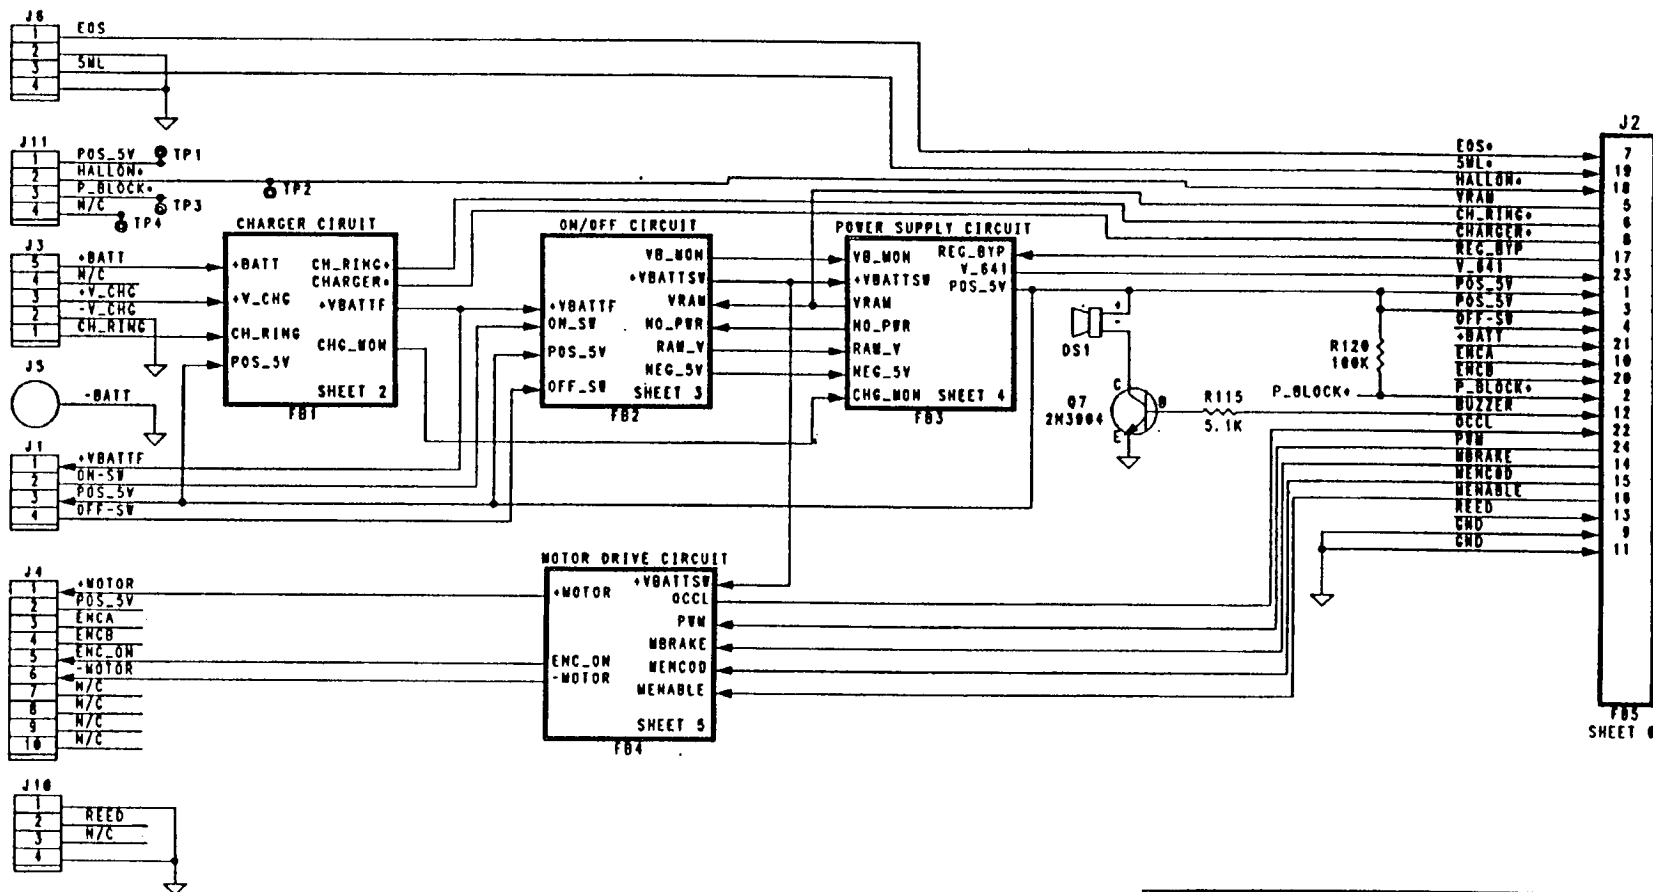 J6
1 EOS
2
3 SWL
4
J11
1 POS_5V TP1
2 HALLON*
3 P_BLOCK* TP2
4 N/C TP3
TP4
J3
5 +BATT
4 N/C
3 +V_CHG
2 -V_CHG
1 CH_RING
J5
-BATT
J1
1 +VBATTF
2 ON-SW
3 POS_5V
4 OFF-SW
J4
1 +MOTOR
2 POS_5V
3 ENCA
4 ENCB
5 ENC_ON
6 -MOTOR
7 N/C
8 N/C
9 N/C
10 N/C
J10
1
2 REED
3 N/C
4
CHARGER CIRUIT
+BATT CH_RING*
CHARGER*
+V_CHG +VBATTF
CH_RING CHG_MON
POS_5V
SHEET 2
FB1
ON/OFF CIRCUIT
VB_MON
+VBATTSW
+VBATTF VRAM
ON_SW NO_PWR
POS_5V RAW_V
NEG_5V
OFF_SW SHEET 3
FB2
POWER SUPPLY CIRCUIT
VB_MON REG_BYP
+VBATTSW V_641
VRAM POS_5V
NO_PWR
RAW_V
NEG_5V
CHG_MON SHEET 4
FB3
MOTOR DRIVE CIRCUIT
+MOTOR +VBATTSW
OCCL
PWM
MBRAKE
ENC_ON MENCOD
-MOTOR MENABLE
SHEET 5
FB4
+
-
DS1
C
B
E
Q7
2N3904
R115
5.1K
R120
100K
P_BLOCK*
J2
EOS* 7
SWL* 19
HALLON* 18
VRAM 5
CH_RING* 6
CHARGER* 8
REG_BYP 17
V_641 23
POS_5V 1
POS_5V 3
OFF-SW 4
+BATT 21
ENCA 10
ENCB 20
P_BLOCK* 2
BUZZER 12
OCCL 22
PWM 24
MBRAKE 14
MENCOD 15
MENABLE 16
REED 13
GND 9
GND 11
FB5
SHEET